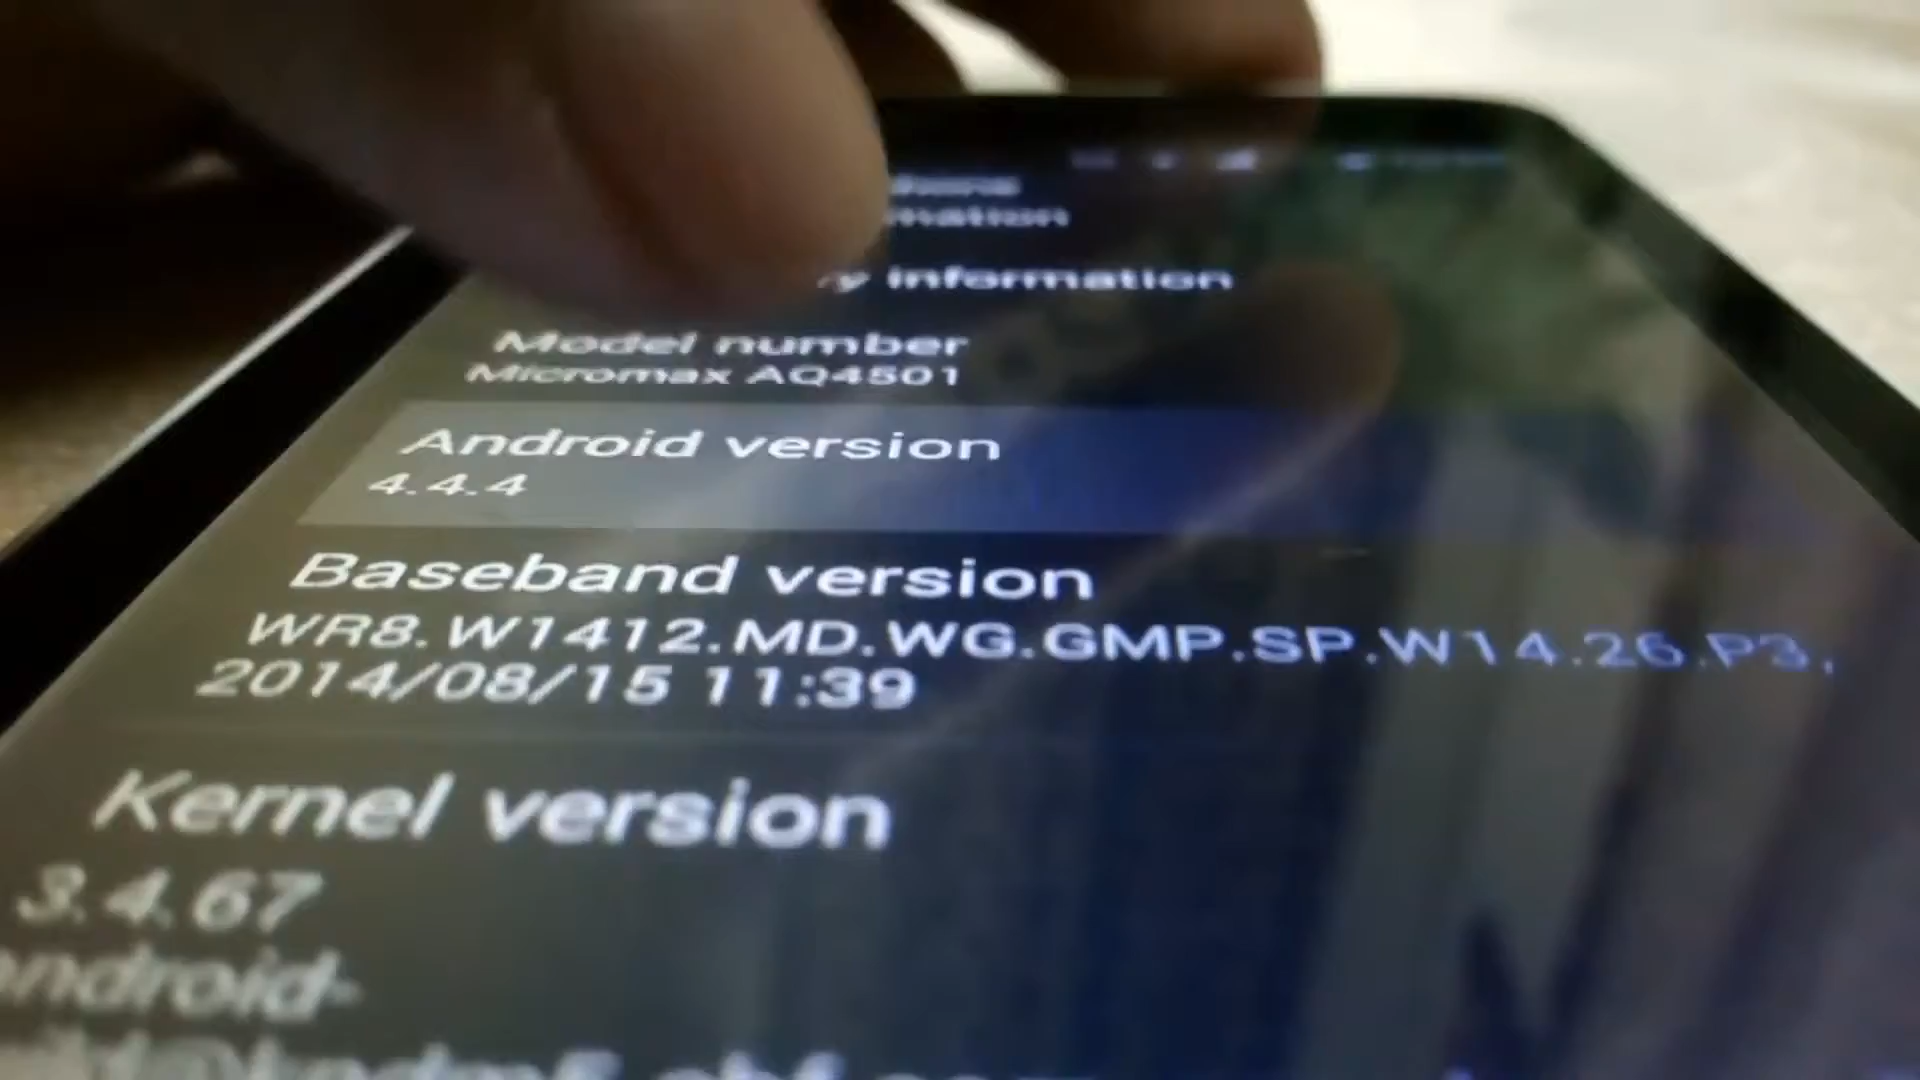 information
Model number
Micromax AQ4501
Android version
4.4.4
Baseband version
WR8.W1412.MD.WG.GMP.SP.W14.26.P3,
2014/08/15 11:39
Kernel version
3.4.67
android-